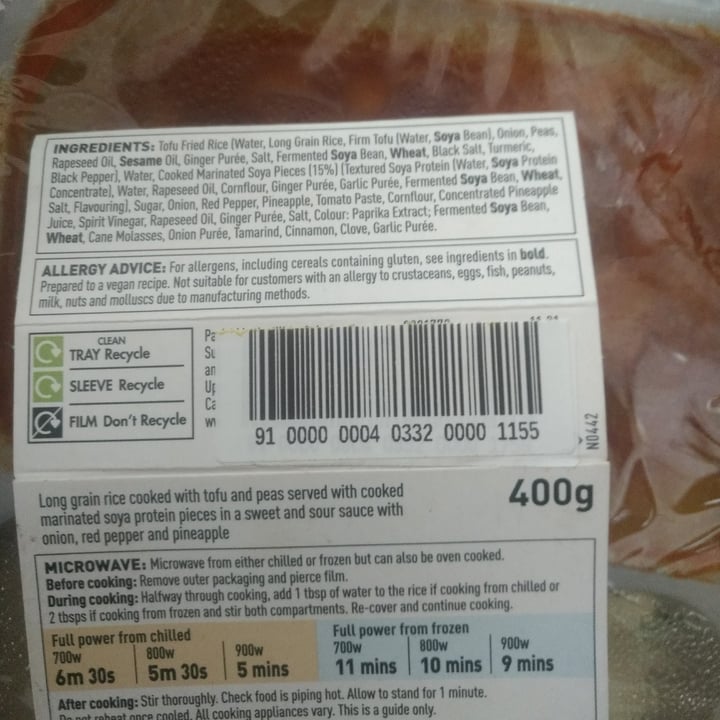 INGREDIENTS: Tofu Fried Rice (Water, Long Grain Rice, Firm Tofu (Water, Soya Bean), Onion, Peas,
Rapeseed Oil, Sesame Oil, Ginger Purée, Salt, Fermented Soya Bean, Wheat, Black Salt, Turmeric,
Black Pepper), Water, Cooked Marinated Soya Pieces (15%) (Textured Soya Protein (Water, Soya Protein
Concentrate), Water, Rapeseed Oil, Cornflour, Ginger Purée, Garlic Purée, Fermented Soya Bean, Wheat,
Salt, Flavouring), Sugar, Onion, Red Pepper, Pineapple, Tomato Paste, Cornflour, Concentrated Pineapple
Juice, Spirit Vinegar, Rapeseed Oil, Ginger Purée, Salt, Colour: Paprika Extract; Fermented Soya Bean,
Wheat, Cane Molasses, Onion Purée, Tamarind, Cinnamon, Clove, Garlic Purée.
ALLERGY ADVICE: For allergens, including cereals containing gluten, see ingredients in bold.
Prepared to a vegan recipe. Not suitable for customers with an allergy to crustaceans, eggs, fish, peanuts,
milk, nuts and molluscs due to manufacturing methods.
CLEAN
TRAY Recycle
SLEEVE Recycle
FILM Don't Recycle
Pa
Su
an
Up
Ca
w
91 0000 0004 0332 0000 1155
N0442
Long grain rice cooked with tofu and peas served with cooked
marinated soya protein pieces in a sweet and sour sauce with
onion, red pepper and pineapple
400g
MICROWAVE: Microwave from either chilled or frozen but can also be oven cooked.
Before cooking: Remove outer packaging and pierce film.
During cooking: Halfway through cooking, add 1 tbsp of water to the rice if cooking from chilled or
2 tbsps if cooking from frozen and stir both compartments. Re-cover and continue cooking.
Full power from chilled
700w 800w 900w
6m 30s 5m 30s 5 mins
Full power from frozen
700w 800w 900w
11 mins 10 mins 9 mins
After cooking: Stir thoroughly. Check food is piping hot. Allow to stand for 1 minute.
Do not reheat once cooled. All cooking appliances vary. This is a guide only.